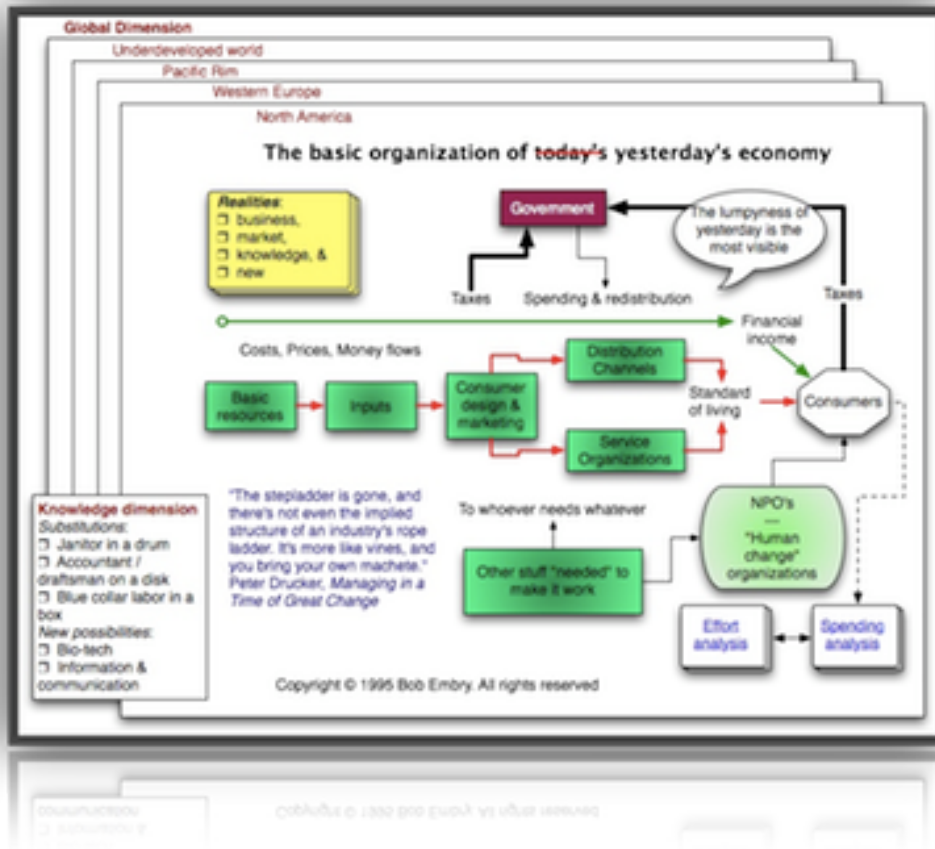 Global Dimension
Underdeveloped world
Pacific Rim
Western Europe
North America
The basic organization of today's yesterday's economy
Realities:
❒ business,
❒ market,
❒ knowledge, &
❒ new
Government
The lumpyness of
yesterday is the
most visible
Taxes
Spending & redistribution
Taxes
Financial
income
Costs, Prices, Money flows
Basic
resources
Inputs
Consumer
design &
marketing
Distribution
Channels
Service
Organizations
Standard
of living
Consumers
Knowledge dimension
Substitutions:
❒ Janitor in a drum
❒ Accountant /
draftsman on a disk
❒ Blue collar labor in a
box
New possibilities:
❒ Bio-tech
❒ Information &
communication
"The stepladder is gone, and
there's not even the implied
structure of an industry's rope
ladder. It's more like vines, and
you bring your own machete."
Peter Drucker, Managing in a
Time of Great Change
To whoever needs whatever
Other stuff "needed" to
make it work
NPO's
---
"Human
change"
organizations
Effort
analysis
Spending
analysis
Copyright © 1995 Bob Embry. All rights reserved